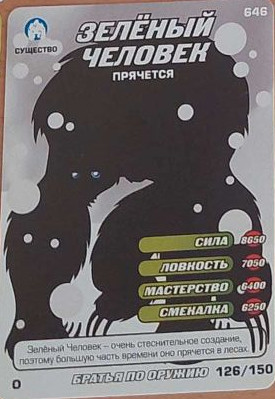 646
ЗЕЛЁНЫЙ
ЧЕЛОВЕК
СУЩЕСТВО
ПРЯЧЕТСЯ
СИЛА 8650
ЛОВКОСТЬ 7050
МАСТЕРСТВО 6400
СМЕКАЛКА 6250
Зелёный Человек – очень стеснительное создание,
поэтому большую часть времени оно прячется в лесах.
0 БРАТЬЯ ПО ОРУЖИЮ 126/150